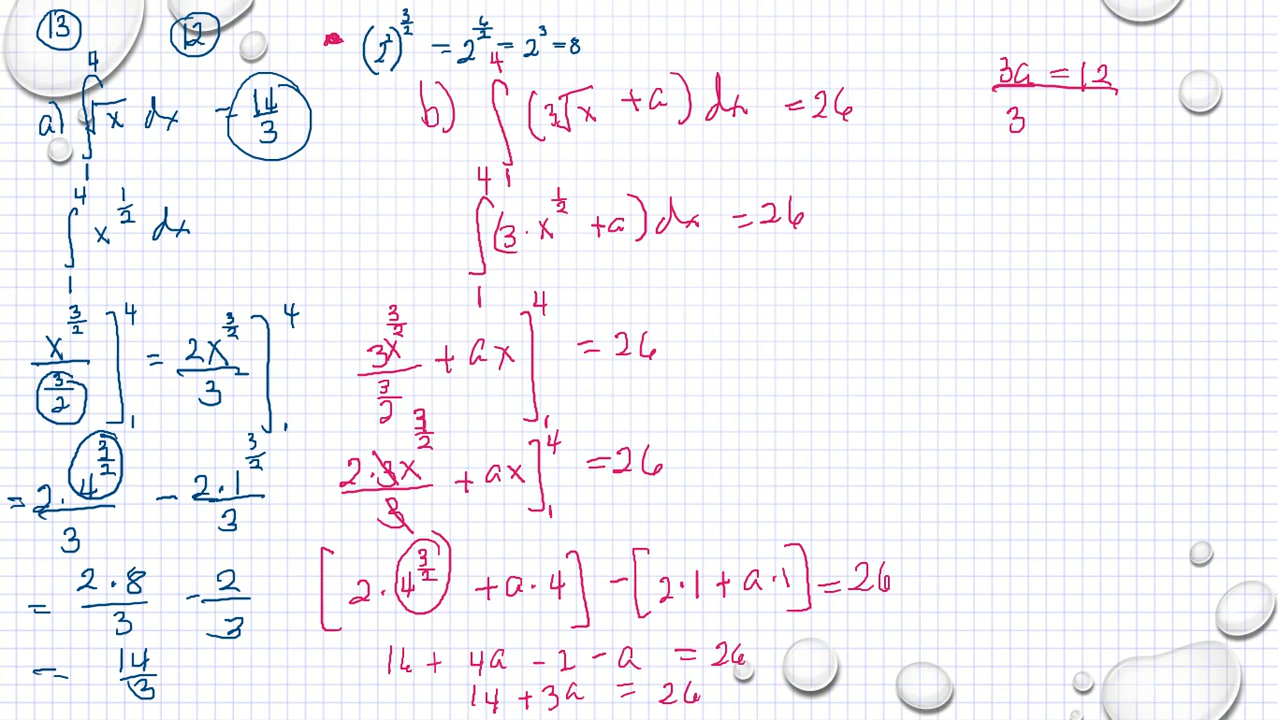 13 12
(2²)^(3/2) = 2^(6/2) = 2³ = 8
a) ∫₁⁴ √x dx = 14/3
∫₁⁴ x^(1/2) dx
x^(3/2) / (3/2) ]₁⁴ = 2x^(3/2) / 3 ]₁⁴
= 2·4^(3/2) / 3 - 2·1^(3/2) / 3
= 2·8 / 3 - 2/3
= 14/3
b) ∫₁⁴ (3√x + a) dx = 26
∫₁⁴ (3·x^(1/2) + a) dx = 26
3x^(3/2) / (3/2) + ax ]₁⁴ = 26
2·3x^(3/2) / 3 + ax ]₁⁴ = 26
[2·4^(3/2) + a·4] - [2·1 + a·1] = 26
16 + 4a - 2 - a = 26
14 + 3a = 26
3a = 12
3